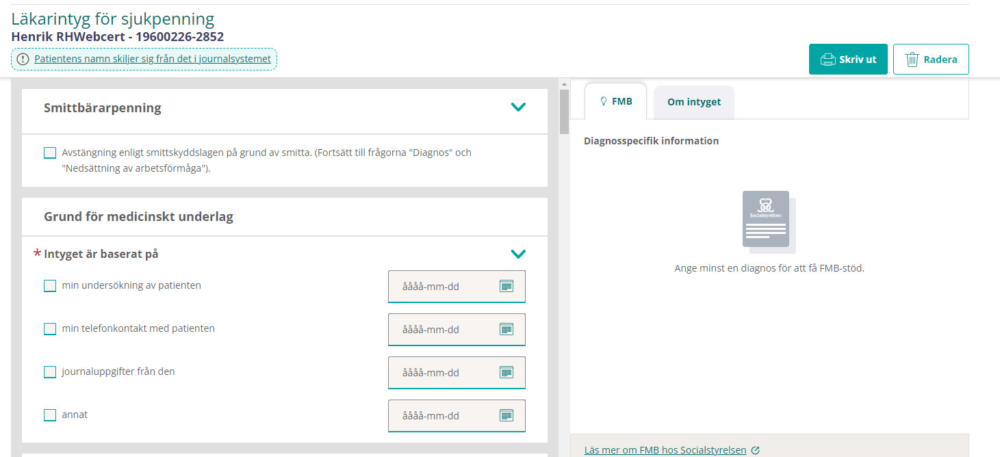 Läkarintyg för sjukpenning
Henrik RHWebcert - 19600226-2852
Patientens namn skiljer sig från det i journalsystemet
Skriv ut
Radera
Smittbärarpenning
Avstängning enligt smittskyddslagen på grund av smitta. (Fortsätt till frågorna "Diagnos" och
"Nedsättning av arbetsförmåga").
Grund för medicinskt underlag
* Intyget är baserat på
min undersökning av patienten
åååå-mm-dd
min telefonkontakt med patienten
åååå-mm-dd
journaluppgifter från den
åååå-mm-dd
annat
åååå-mm-dd
FMB
Om intyget
Diagnosspecifik information
Socialstyrelsen
Ange minst en diagnos för att få FMB-stöd.
Läs mer om FMB hos Socialstyrelsen